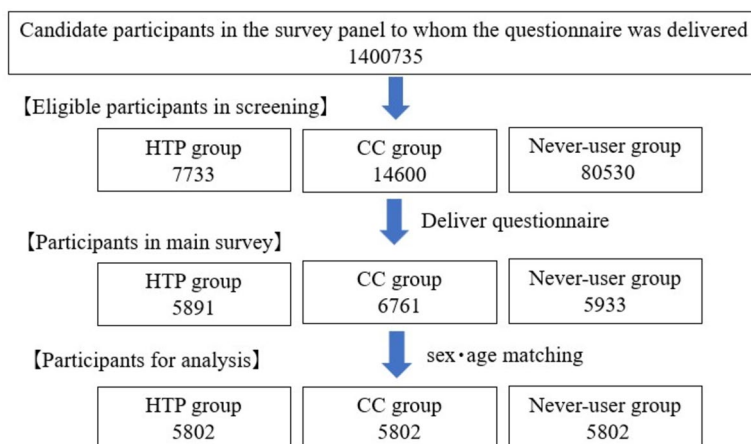 Candidate participants in the survey panel to whom the questionnaire was delivered
1400735
【Eligible participants in screening】
HTP group
7733
CC group
14600
Never-user group
80530
Deliver questionnaire
【Participants in main survey】
HTP group
5891
CC group
6761
Never-user group
5933
sex・age matching
【Participants for analysis】
HTP group
5802
CC group
5802
Never-user group
5802